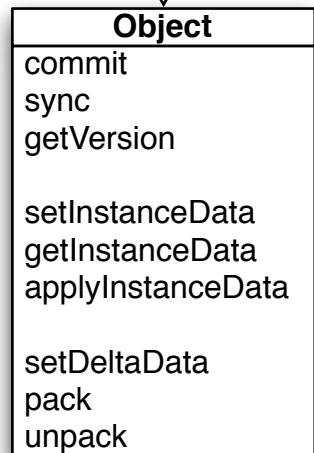 Object
commit
sync
getVersion
setInstanceData
getInstanceData
applyInstanceData
setDeltaData
pack
unpack